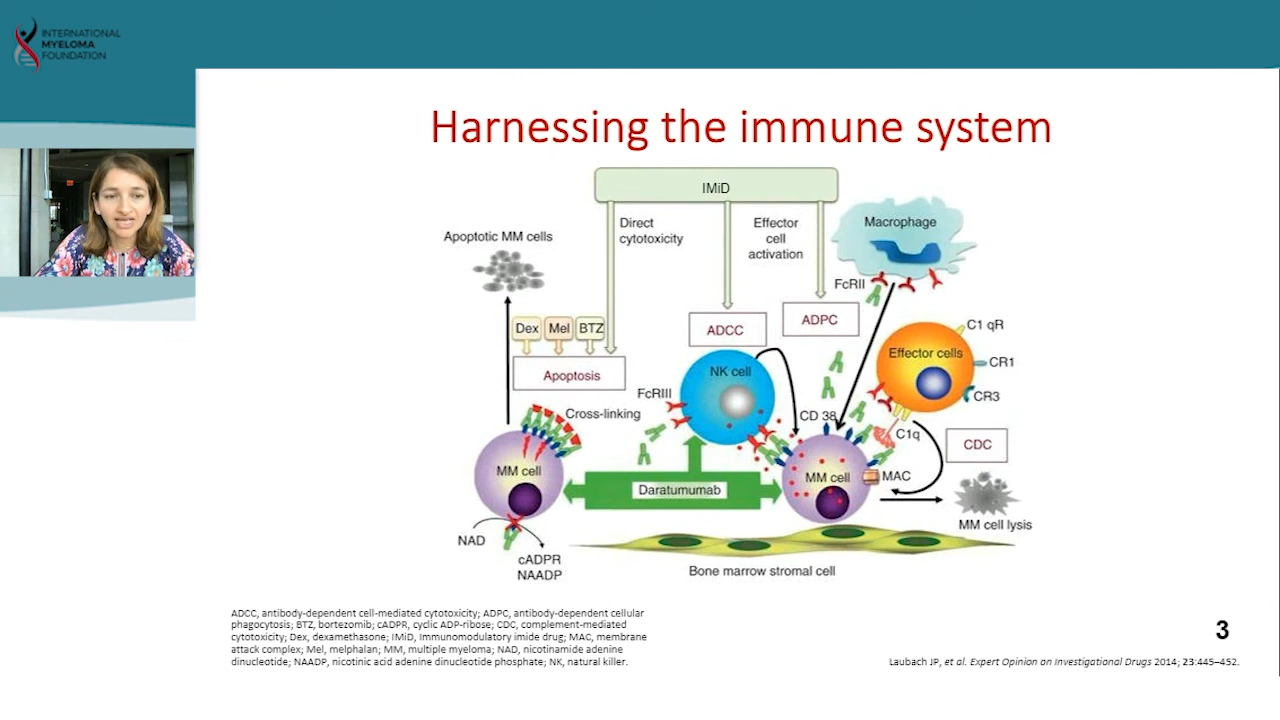 INTERNATIONAL
MYELOMA
FOUNDATION
Harnessing the immune system
IMiD
Direct
cytotoxicity
Effector
cell
activation
Macrophage
Apoptotic MM cells
FcRII
Dex
Mel
BTZ
ADCC
ADPC
C1 qR
Effector cells
CR1
Apoptosis
NK cell
FcRIII
CR3
Cross-linking
CD 38
C1q
CDC
MM cell
MM cell
MAC
Daratumumab
MM cell lysis
NAD
cADPR
NAADP
Bone marrow stromal cell
ADCC, antibody-dependent cell-mediated cytotoxicity; ADPC, antibody-dependent cellular
phagocytosis; BTZ, bortezomib; cADPR, cyclic ADP-ribose; CDC, complement-mediated
cytotoxicity; Dex, dexamethasone; IMiD, immunomodulatory imide drug; MAC, membrane
attack complex; Mel, melphalan; MM, multiple myeloma; NAD, nicotinamide adenine
dinucleotide; NAADP, nicotinic acid adenine dinucleotide phosphate; NK, natural killer.
3
Laubach JP, et al. Expert Opinion on Investigational Drugs 2014; 23:445–452.